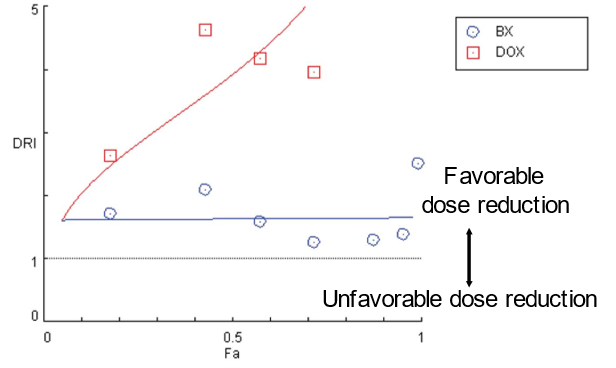 5
BX
DOX
DRI
Favorable
dose reduction
1
Unfavorable dose reduction
0
0
0.5
1
Fa